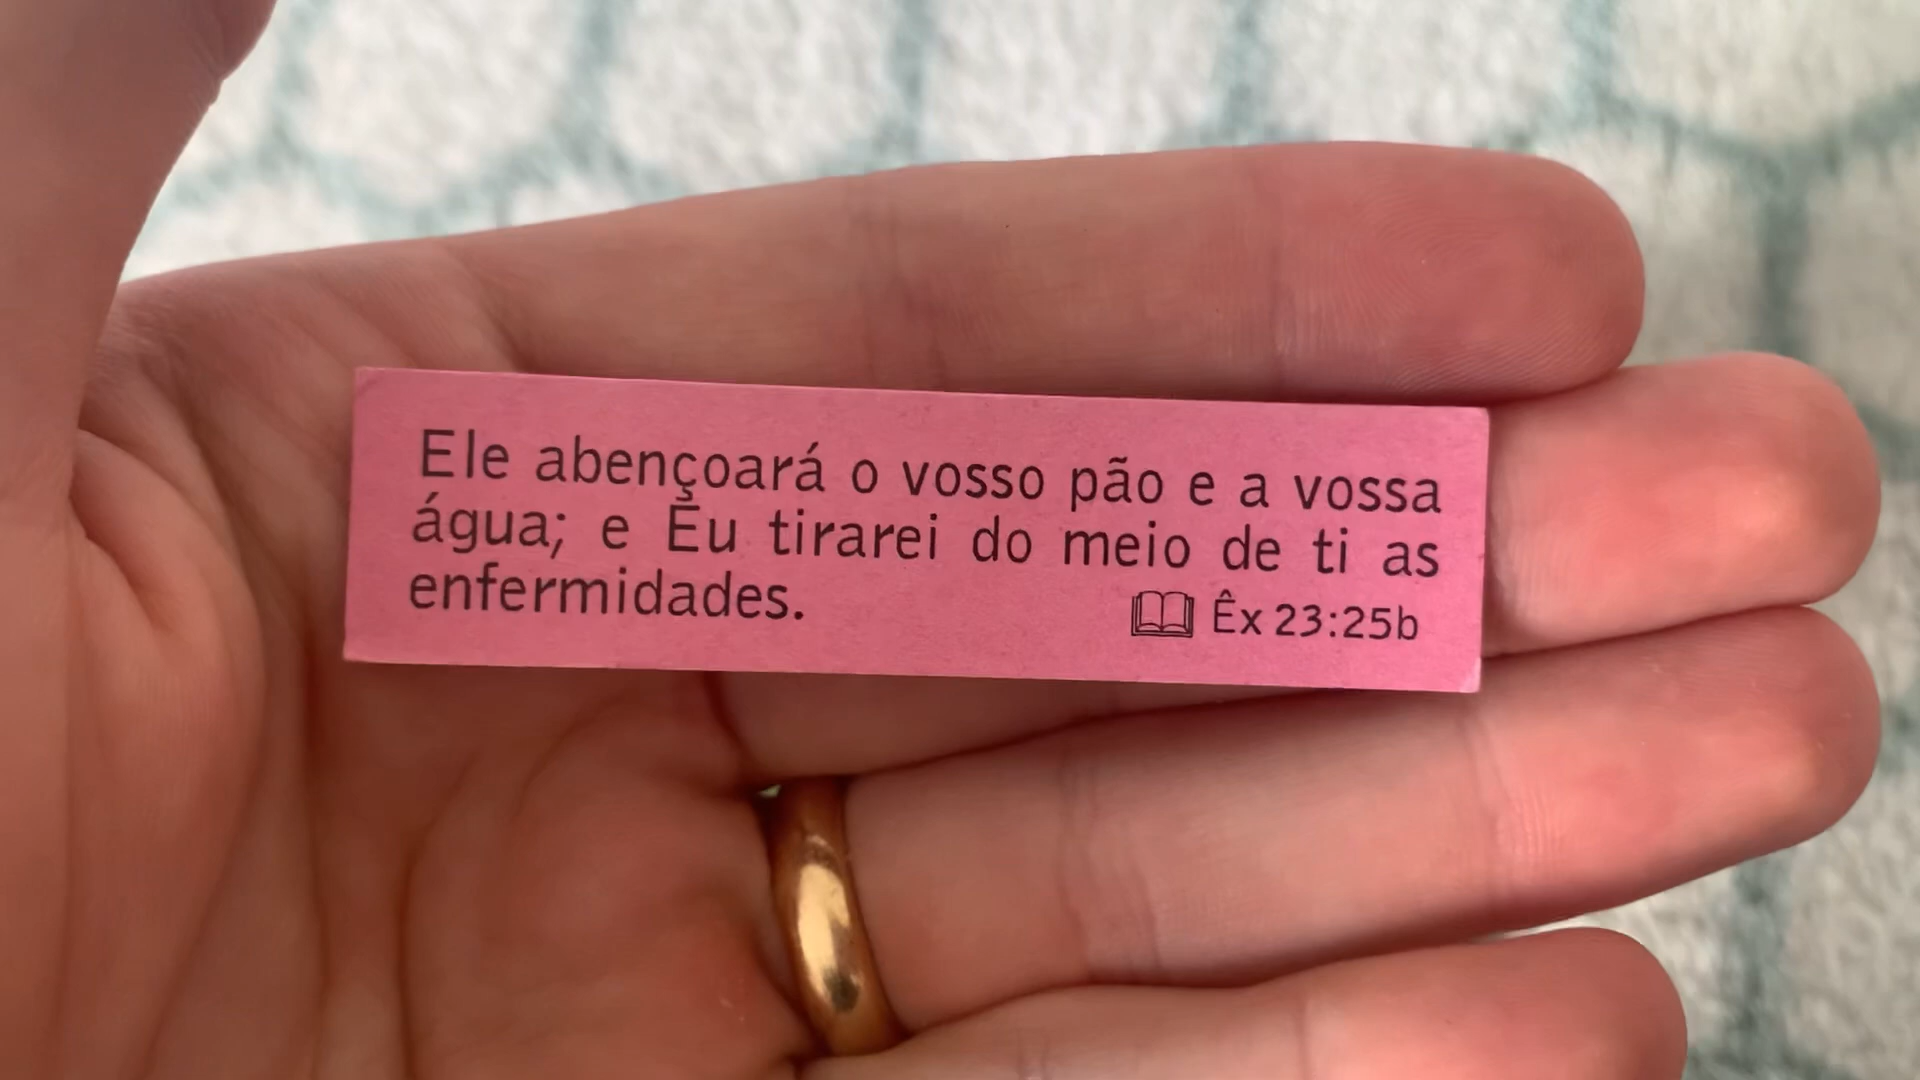 Ele abençoará o vosso pão e a vossa
água; e Eu tirarei do meio de ti as
enfermidades.
Êx 23:25b